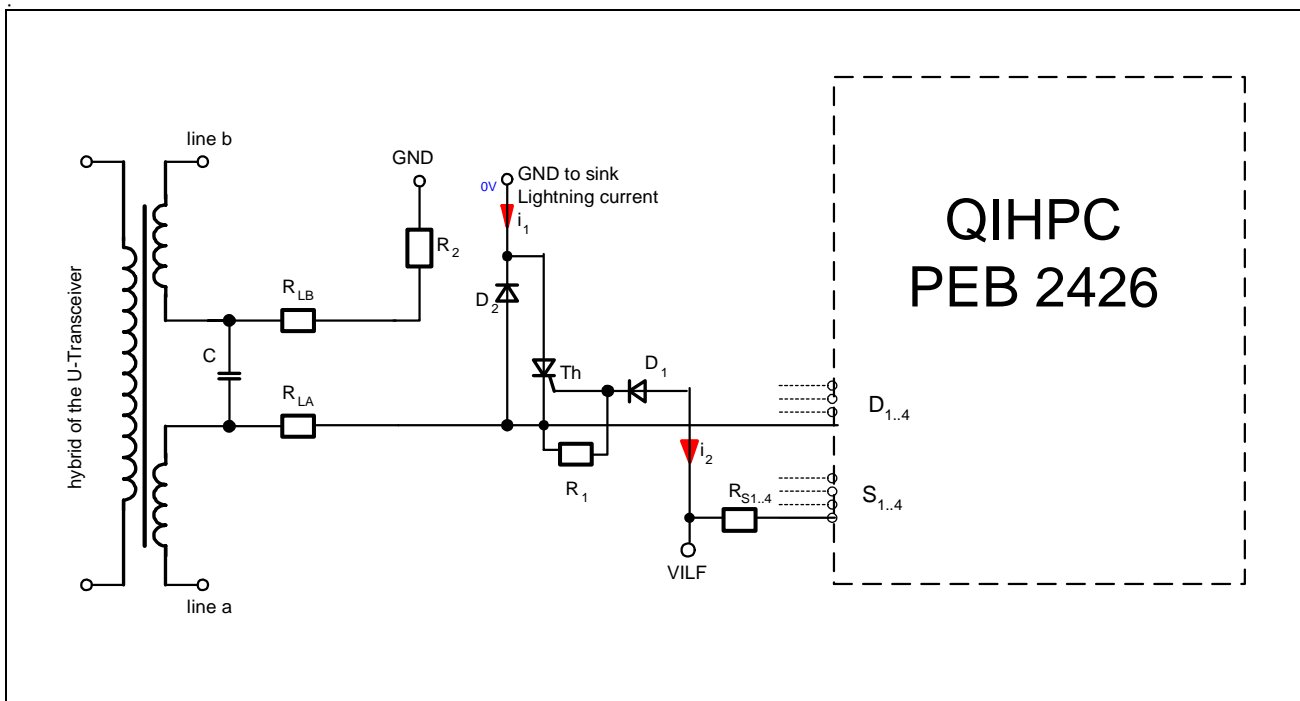 .
line b
GND
0V
GND to sink
Lightning current
i1
QIHPC
PEB 2426
R2
hybrid of the U-Transceiver
RLB
D2
C
Th
D1
RLA
D1..4
i2
R1
RS1..4
S1..4
VILF
line a